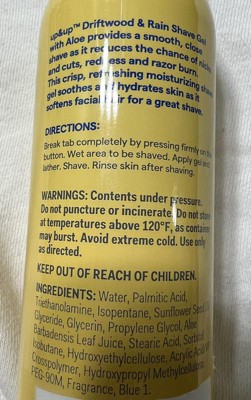 up&up™ Driftwood & Rain Shave Gel
with Aloe provides a smooth, close
shave as it reduces the chance of nicks
and cuts, redness and razor burn.
This crisp, refreshing moisturizing shave
gel soothes and hydrates skin as it
softens facial hair for a great shave.
DIRECTIONS:
Break tab completely by pressing firmly on the
button. Wet area to be shaved. Apply gel and
lather. Shave. Rinse skin after shaving.
WARNINGS: Contents under pressure.
Do not puncture or incinerate. Do not store
at temperatures above 120°F, as container
may burst. Avoid extreme cold. Use only
as directed.
KEEP OUT OF REACH OF CHILDREN.
INGREDIENTS: Water, Palmitic Acid,
Triethanolamine, Isopentane, Sunflower Seed
Glyceride, Glycerin, Propylene Glycol, Aloe
Barbadensis Leaf Juice, Stearic Acid, Sorbitol,
Isobutane, Hydroxyethylcellulose, Acrylic Acid
Crosspolymer, Hydroxypropyl Methylcellulose,
PEG-90M, Fragrance, Blue 1.